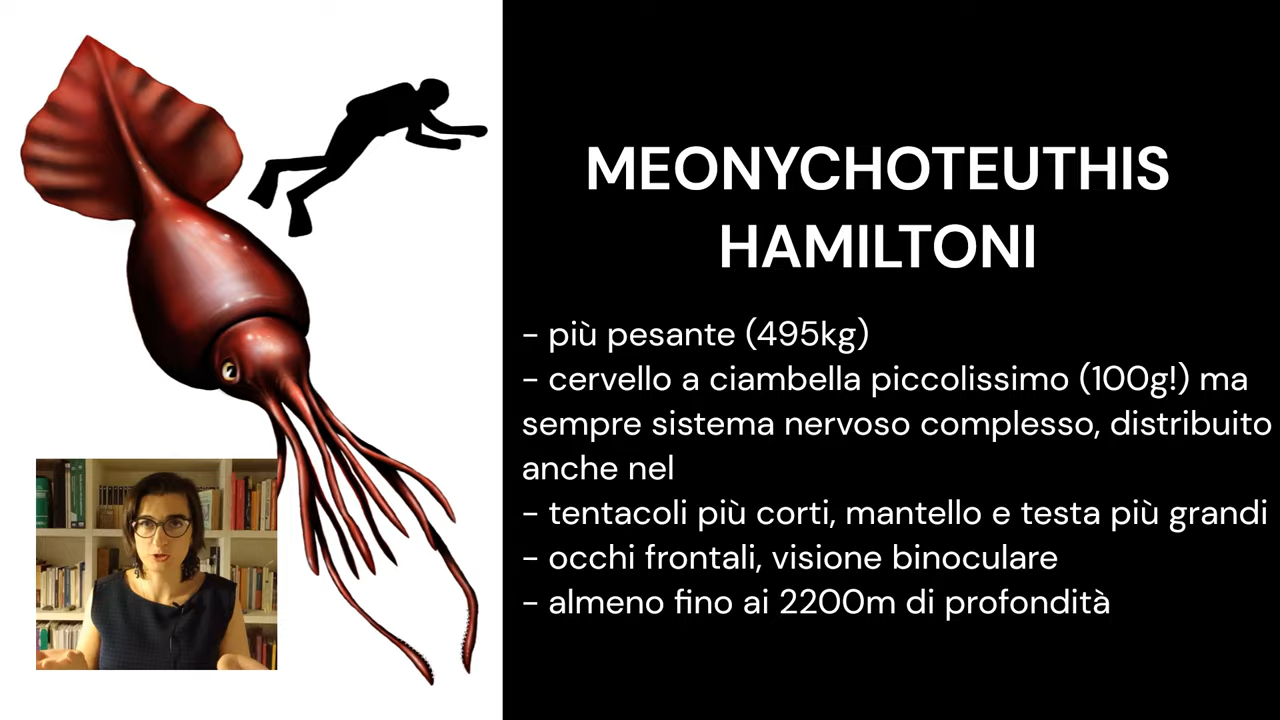 MEONYCHOTEUTHIS
HAMILTONI
- più pesante (495kg)
- cervello a ciambella piccolissimo (100g!) ma
sempre sistema nervoso complesso, distribuito
anche nel
- tentacoli più corti, mantello e testa più grandi
- occhi frontali, visione binoculare
- almeno fino ai 2200m di profondità